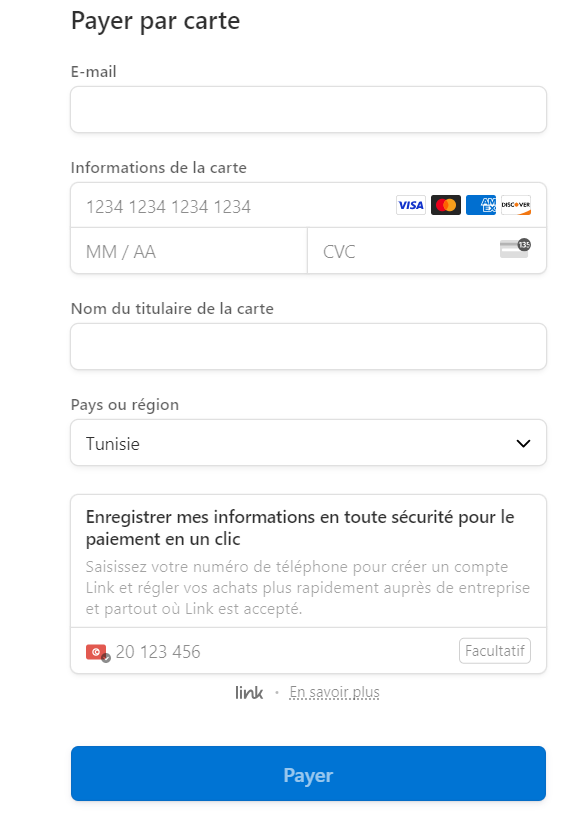 Payer par carte
E-mail
Informations de la carte
1234 1234 1234 1234 VISA AM EX DISCOVER
MM / AA CVC 135
Nom du titulaire de la carte
Pays ou région
Tunisie
Enregistrer mes informations en toute sécurité pour le
paiement en un clic
Saisissez votre numéro de téléphone pour créer un compte
Link et régler vos achats plus rapidement auprès de entreprise
et partout où Link est accepté.
20 123 456 Facultatif
link · En savoir plus
Payer